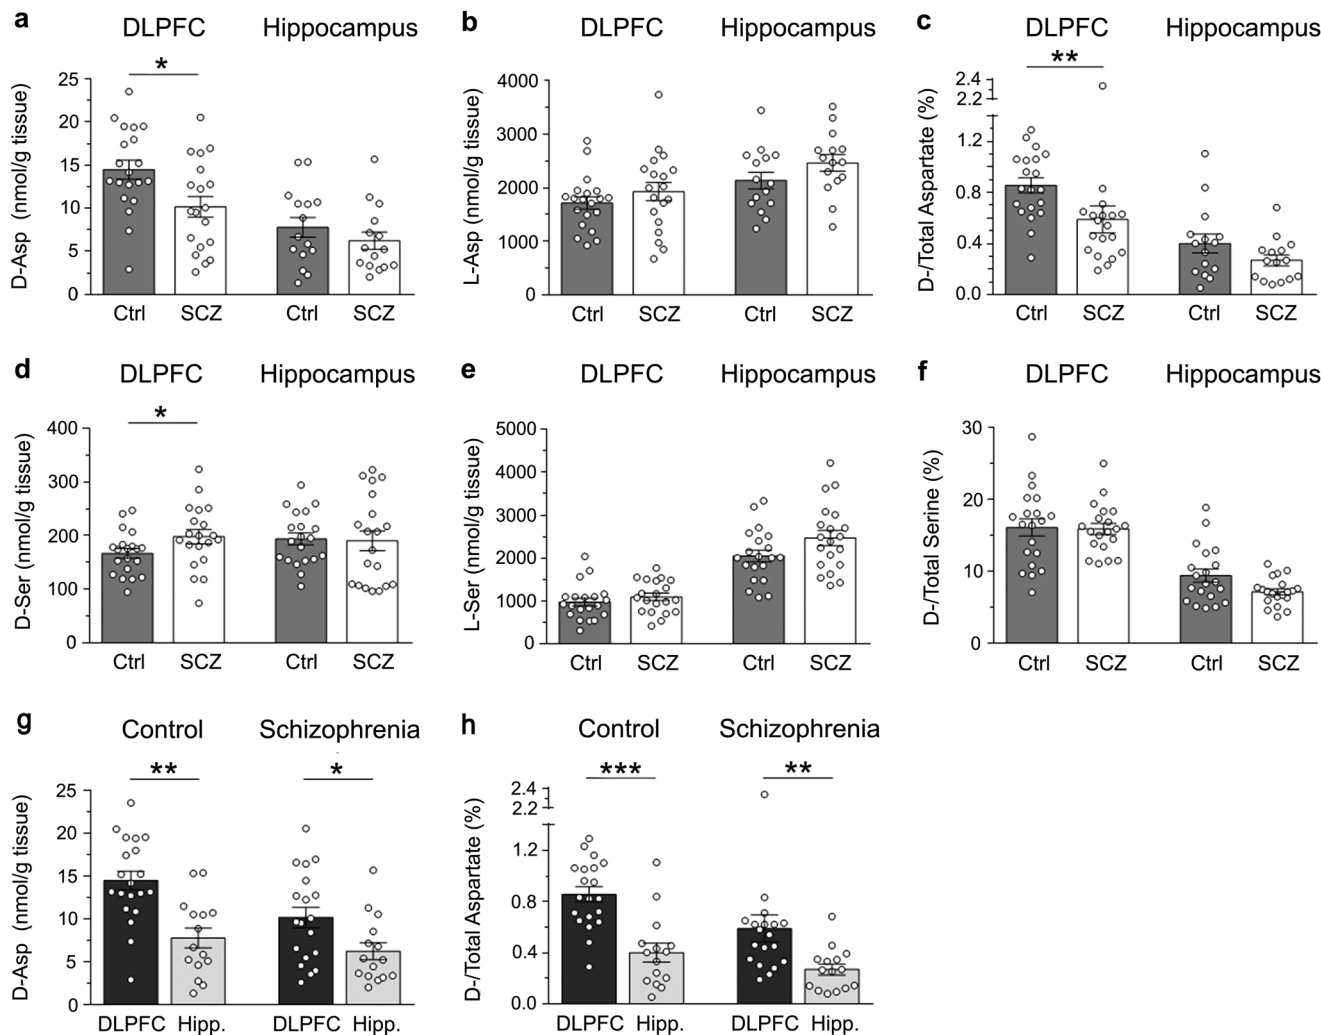 a
DLPFC Hippocampus
*
D-Asp (nmol/g tissue)
25
20
15
10
5
0
Ctrl SCZ Ctrl SCZ
b
DLPFC Hippocampus
L-Asp (nmol/g tissue)
4000
3000
2000
1000
0
Ctrl SCZ Ctrl SCZ
c
DLPFC Hippocampus
**
D-/Total Aspartate (%)
2.4
2.2
1.2
0.8
0.4
0.0
Ctrl SCZ Ctrl SCZ
d
DLPFC Hippocampus
*
D-Ser (nmol/g tissue)
400
300
200
100
0
Ctrl SCZ Ctrl SCZ
e
DLPFC Hippocampus
L-Ser (nmol/g tissue)
5000
4000
3000
2000
1000
0
Ctrl SCZ Ctrl SCZ
f
DLPFC Hippocampus
D-/Total Serine (%)
30
20
10
0
Ctrl SCZ Ctrl SCZ
g
Control Schizophrenia
** *
D-Asp (nmol/g tissue)
25
20
15
10
5
0
DLPFC Hipp. DLPFC Hipp.
h
Control Schizophrenia
*** **
D-/Total Aspartate (%)
2.4
2.2
1.2
0.8
0.4
0.0
DLPFC Hipp. DLPFC Hipp.